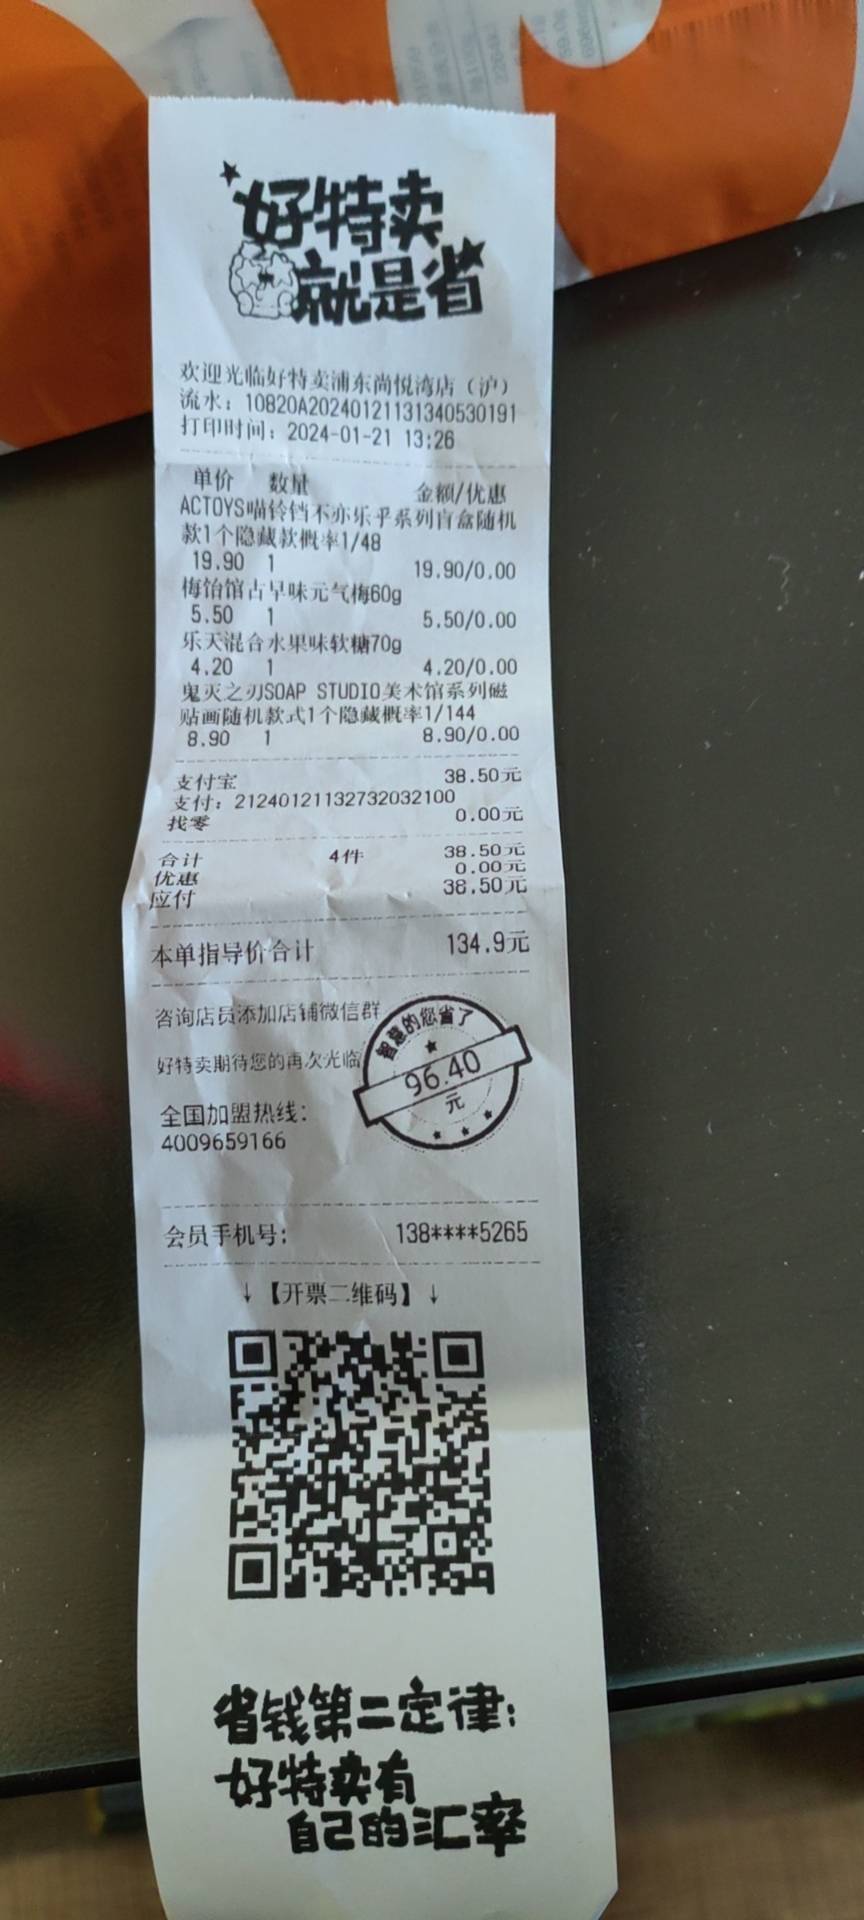 好特卖
就是省
欢迎光临好特卖浦东尚悦湾店（沪）
流水：10820A20240121131340530191
打印时间：2024-01-21 13:26
单价 数量 金额/优惠
ACTOYS喵铃铛不亦乐乎系列盲盒随机
款1个隐藏款概率1/48
19.90 1 19.90/0.00
梅饴馆古早味元气梅60g
5.50 1 5.50/0.00
乐天混合水果味软糖70g
4.20 1 4.20/0.00
鬼灭之刃SOAP STUDIO美术馆系列磁
贴画随机款式1个隐藏概率1/144
8.90 1 8.90/0.00
支付宝 38.50元
支付：21240121132732032100
找零 0.00元
合计 4件 38.50元
优惠 0.00元
应付 38.50元
本单指导价合计 134.9元
咨询店员添加店铺微信群
好特卖期待您的再次光临
智慧的您省了
96.40
元
全国加盟热线：
4009659166
会员手机号： 138****5265
↓【开票二维码】↓
省钱第二定律：
好特卖有
自己的汇率